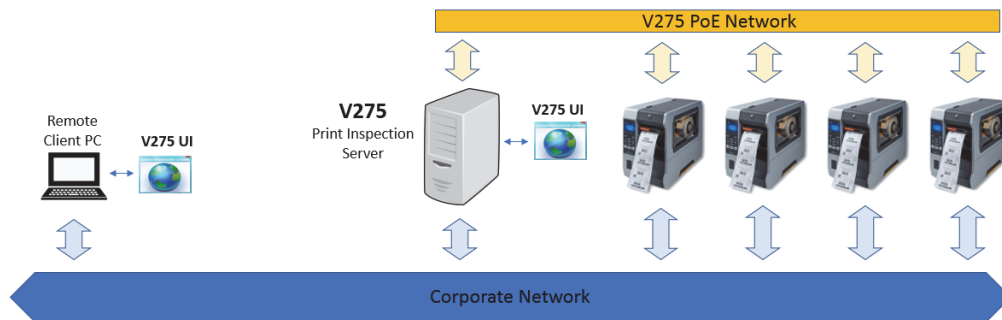 V275 PoE Network
Remote
Client PC
V275 UI
V275
Print Inspection
Server
V275 UI
Corporate Network